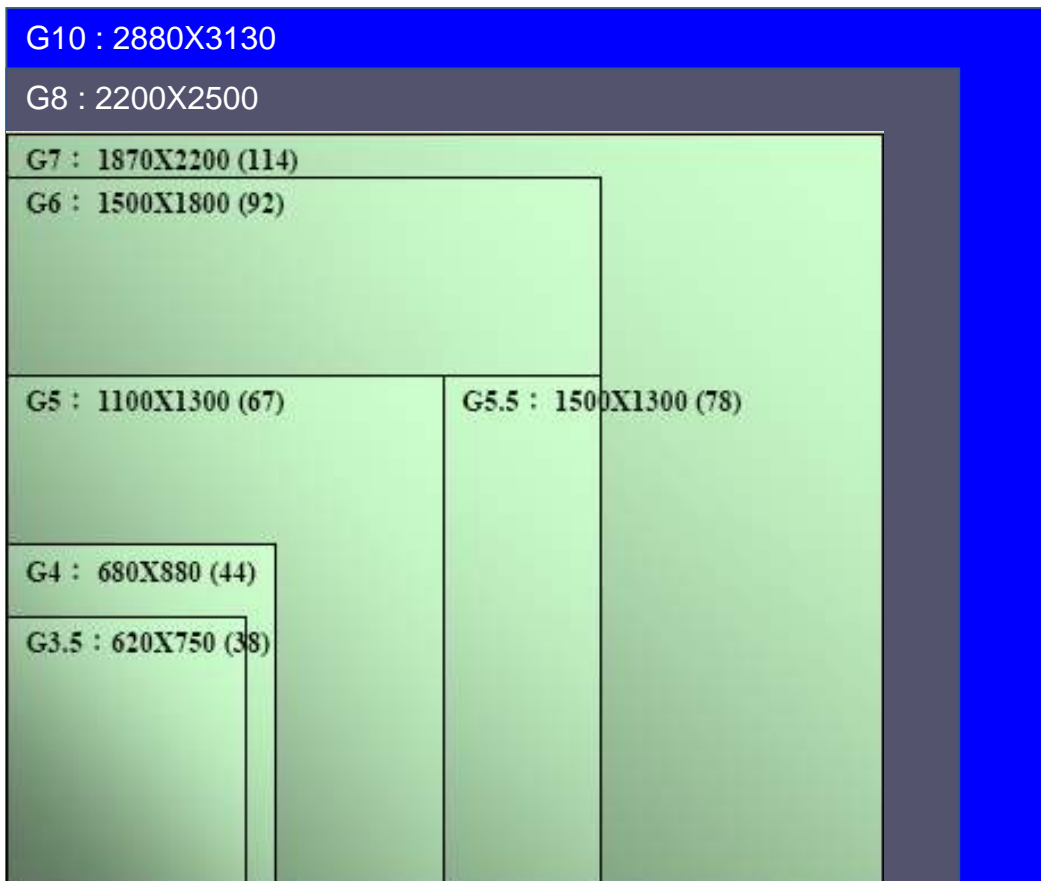 G10 : 2880X3130
G8 : 2200X2500
G7： 1870X2200 (114)
G6： 1500X1800 (92)
G5： 1100X1300 (67)
G5.5： 1500X1300 (78)
G4： 680X880 (44)
G3.5：620X750 (38)